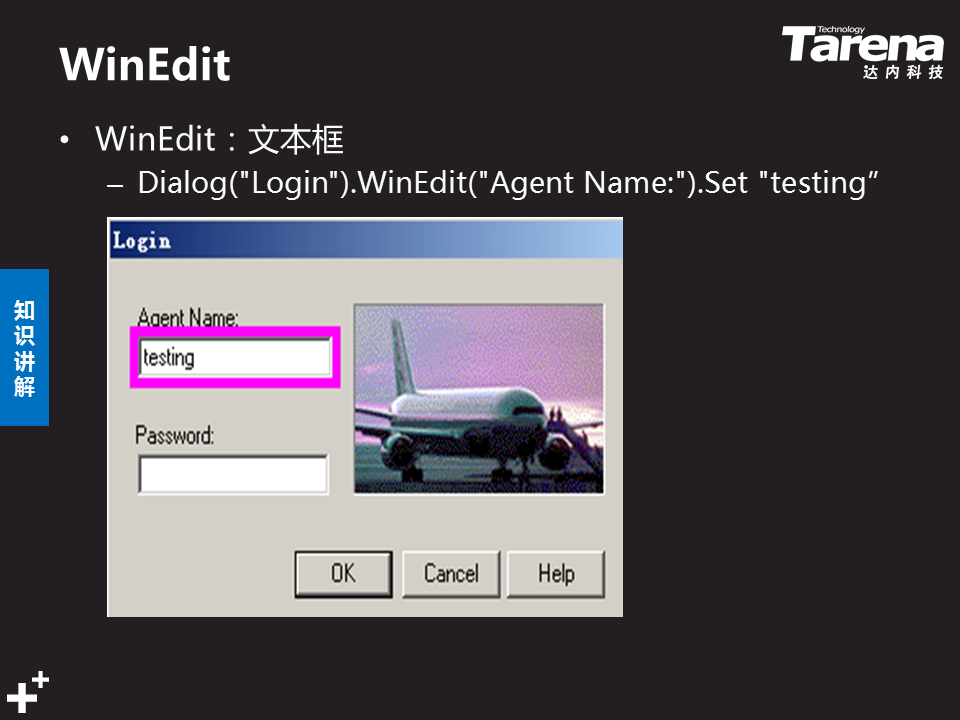 WinEdit
Technology
Tarena
达内科技
• WinEdit：文本框
– Dialog("Login").WinEdit("Agent Name:").Set "testing”
知识讲解
Login
Agent Name:
testing
Password:
OK Cancel Help